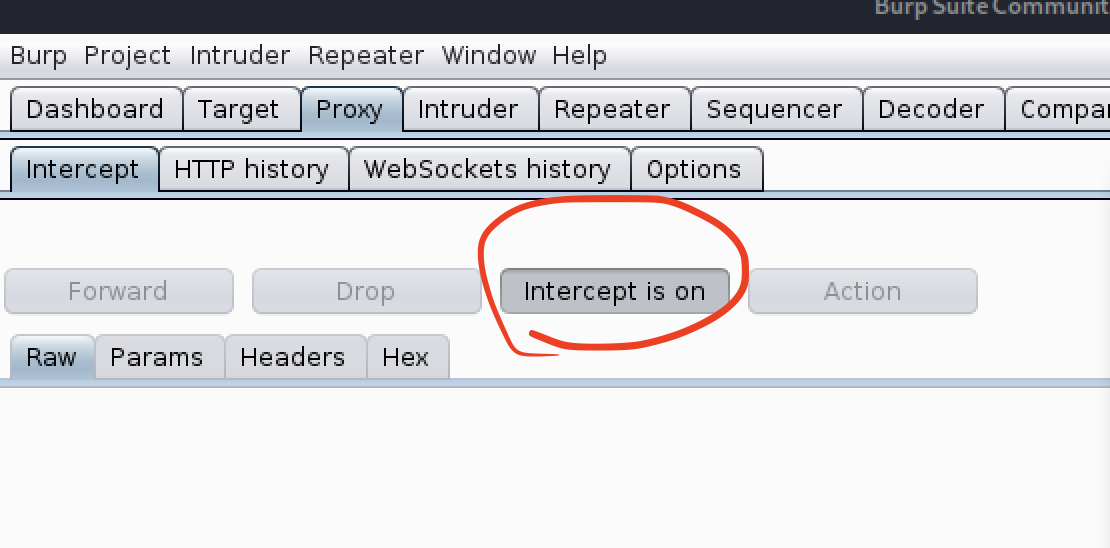 Burp Suite Communit
Burp Project Intruder Repeater Window Help
Dashboard Target Proxy Intruder Repeater Sequencer Decoder Compar
Intercept HTTP history WebSockets history Options
Forward Drop Intercept is on Action
Raw Params Headers Hex